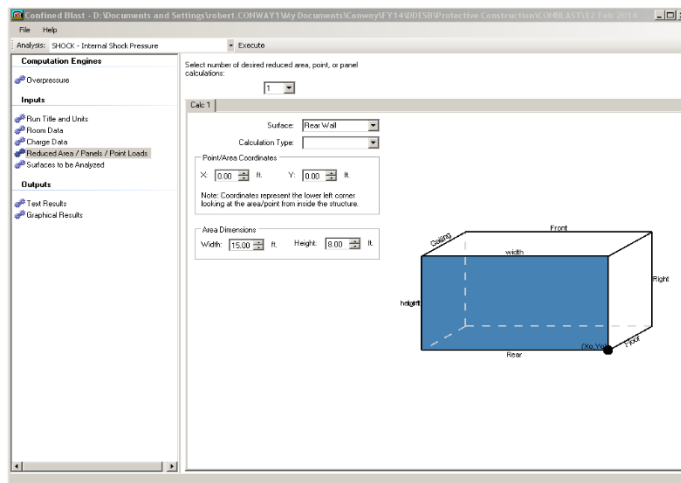 Confined Blast - D:\Documents and Settings\robert.CONWAY1\My Documents\Conway\FY14\DDESB\Protective Construction\CONBLAST\12 Feb 2014
File Help
Analysis: SHOCK - Internal Shock Pressure Execute
Computation Engines
Overpressure
Inputs
Run Title and Units
Room Data
Charge Data
Reduced Area / Panels / Point Loads
Surfaces to be Analyzed
Outputs
Text Results
Graphical Results
Select number of desired reduced area, point, or panel
calculations:
1
Calc 1
Surface: Rear Wall
Calculation Type:
Point/Area Coordinates
X: 0.00 ft. Y: 0.00 ft.
Note: Coordinates represent the lower left corner
looking at the area/point from inside the structure.
Area Dimensions
Width: 15.00 ft. Height: 8.00 ft.
Ceiling
Front
width
Right
height
(Xo,Yo)
Floor
Rear